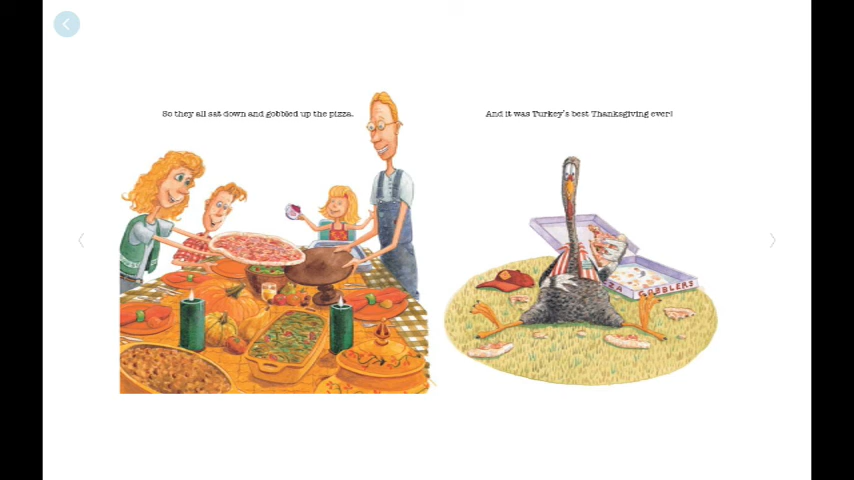 So they all sat down and gobbled up the pizza.
And it was Turkey's best Thanksgiving ever!
ZA GOBBLERS